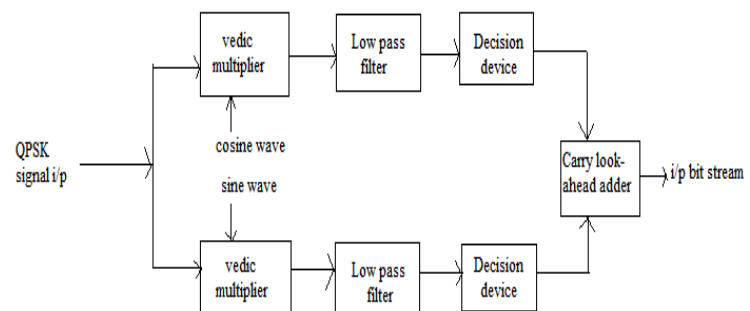 vedic
multiplier
Low pass
filter
Decision
device
QPSK
signal i/p
cosine wave
sine wave
Carry look-
ahead adder
i/p bit stream
vedic
multiplier
Low pass
filter
Decision
device